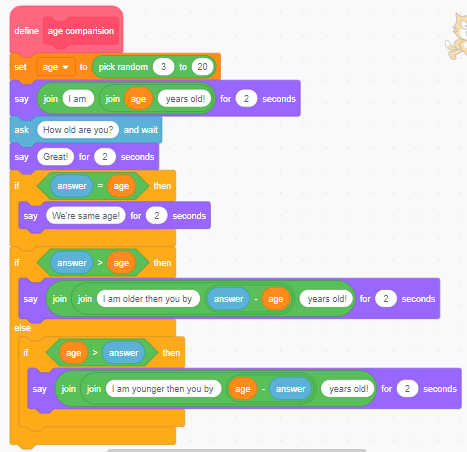 define age comparision
set age to pick random 3 to 20
say join I am join age years old! for 2 seconds
ask How old are you? and wait
say Great! for 2 seconds
if answer = age then
say We're same age! for 2 seconds
if answer > age then
say join join I am older then you by answer - age years old! for 2 seconds
else
if age > answer then
say join join I am younger then you by age - answer years old! for 2 seconds